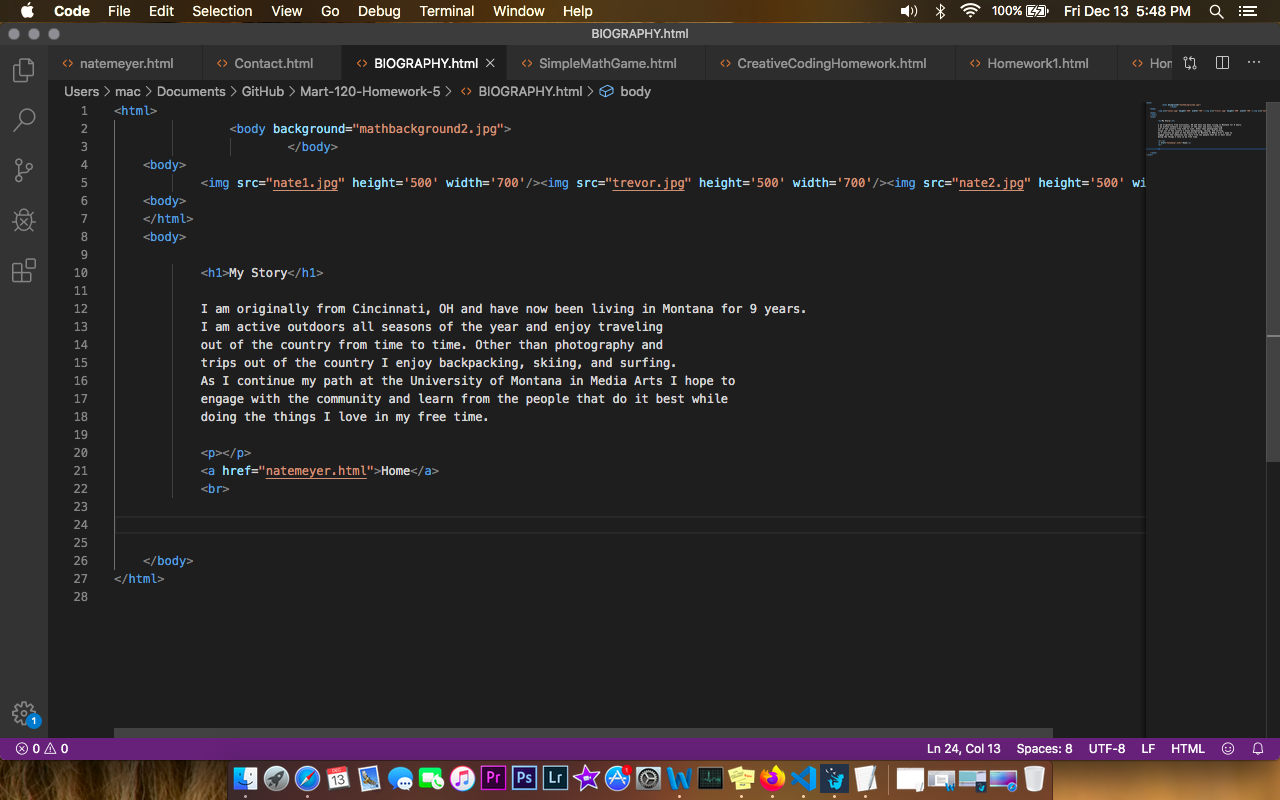 Code File Edit Selection View Go Debug Terminal Window Help 100% Fri Dec 13 5:48 PM
BIOGRAPHY.html
natemeyer.html Contact.html BIOGRAPHY.html SimpleMathGame.html CreativeCodingHomework.html Homework1.html Hom
Users > mac > Documents > GitHub > Mart-120-Homework-5 > BIOGRAPHY.html > body
1 <html>
2 <body background="mathbackground2.jpg">
3 </body>
4 <body>
5 <img src="nate1.jpg" height='500' width='700'/><img src="trevor.jpg" height='500' width='700'/><img src="nate2.jpg" height='500' wi
6 <body>
7 </html>
8 <body>
9
10 <h1>My Story</h1>
11
12 I am originally from Cincinnati, OH and have now been living in Montana for 9 years.
13 I am active outdoors all seasons of the year and enjoy traveling
14 out of the country from time to time. Other than photography and
15 trips out of the country I enjoy backpacking, skiing, and surfing.
16 As I continue my path at the University of Montana in Media Arts I hope to
17 engage with the community and learn from the people that do it best while
18 doing the things I love in my free time.
19
20 <p></p>
21 <a href="natemeyer.html">Home</a>
22 <br>
23
24
25
26 </body>
27 </html>
28
1
0 0 Ln 24, Col 13 Spaces: 8 UTF-8 LF HTML
DEC 13 Pr Ps Lr